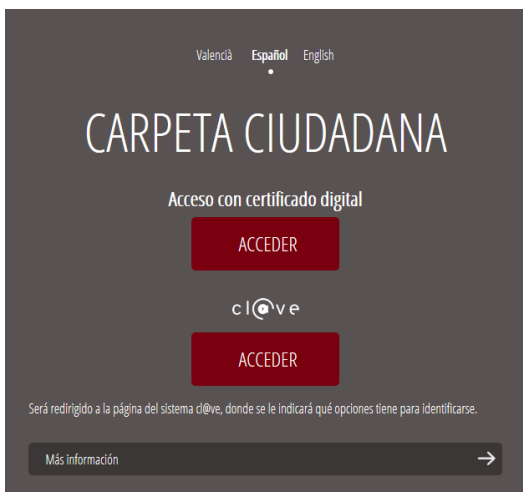 Valencià Español English
CARPETA CIUDADANA
Acceso con certificado digital
ACCEDER
cl@ve
ACCEDER
Será redirigido a la página del sistema cl@ve, donde se le indicará qué opciones tiene para identificarse.
Más información